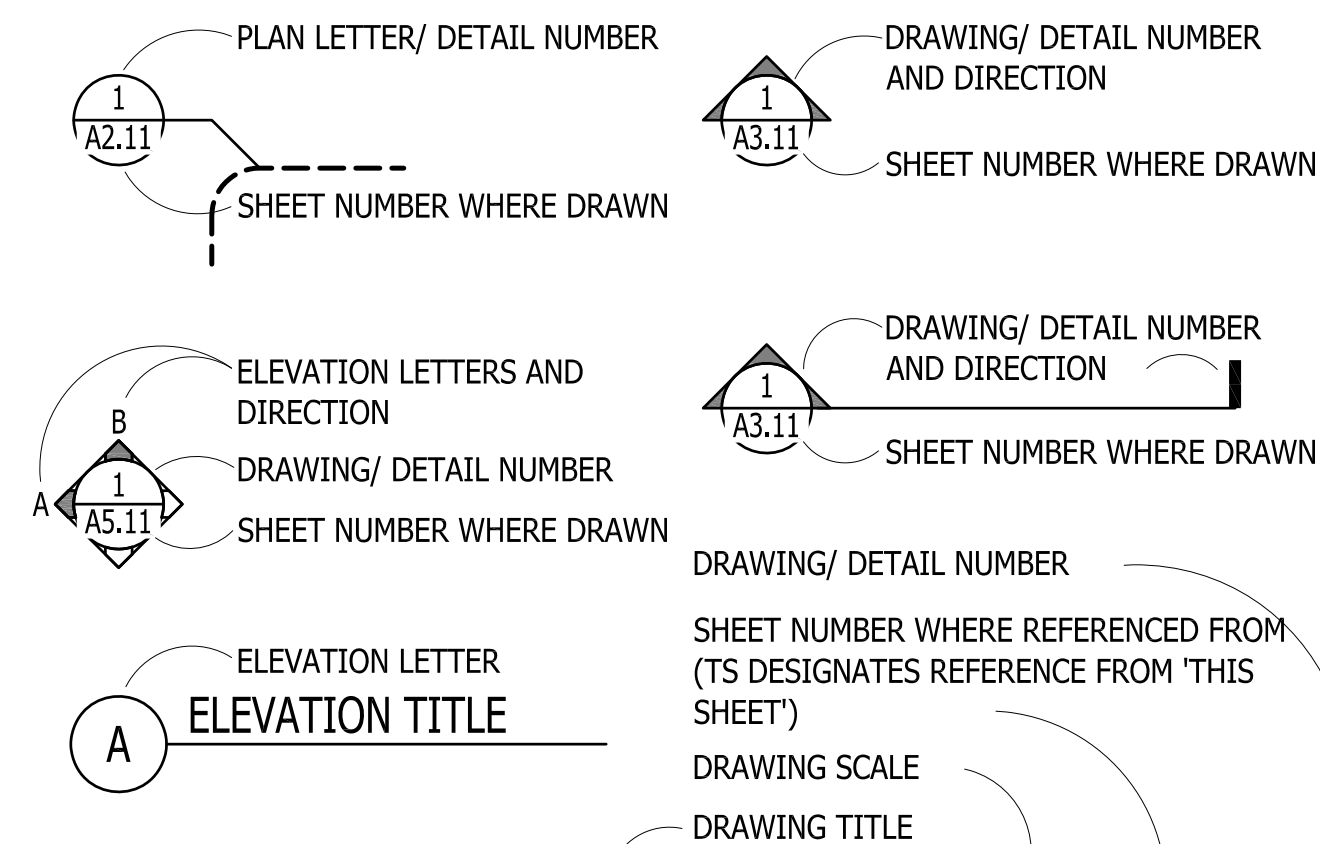 PLAN LETTER/ DETAIL NUMBER
1
A2.11
SHEET NUMBER WHERE DRAWN
DRAWING/ DETAIL NUMBER
AND DIRECTION
1
A3.11
SHEET NUMBER WHERE DRAWN
ELEVATION LETTERS AND
DIRECTION
B
A
1
A5.11
DRAWING/ DETAIL NUMBER
SHEET NUMBER WHERE DRAWN
DRAWING/ DETAIL NUMBER
AND DIRECTION
1
A3.11
SHEET NUMBER WHERE DRAWN
ELEVATION LETTER
A
ELEVATION TITLE
DRAWING/ DETAIL NUMBER
SHEET NUMBER WHERE REFERENCED FROM
(TS DESIGNATES REFERENCE FROM 'THIS
SHEET')
DRAWING SCALE
DRAWING TITLE